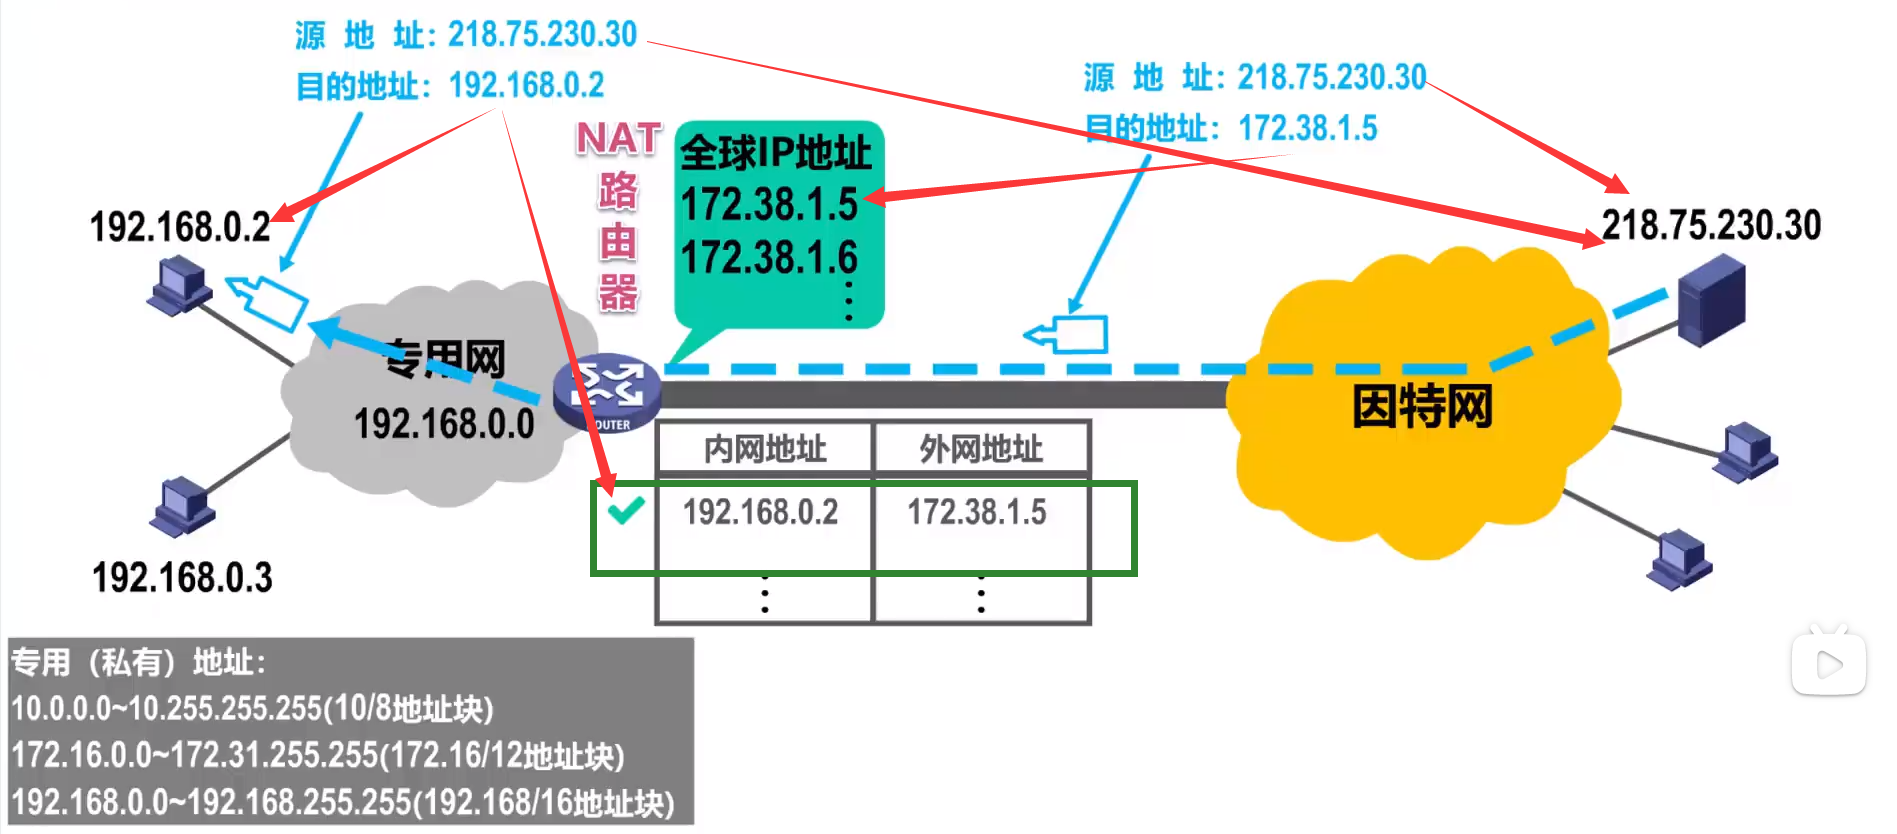 源 地 址：218.75.230.30
目的地址：192.168.0.2
源 地 址：218.75.230.30
目的地址：172.38.1.5
NAT
路
由
器
全球IP地址
172.38.1.5
172.38.1.6
⋮
192.168.0.2
218.75.230.30
专用网
192.168.0.0
因特网
192.168.0.3
内网地址 外网地址
192.168.0.2 172.38.1.5
⋮ ⋮
专用（私有）地址：
10.0.0.0~10.255.255.255(10/8地址块)
172.16.0.0~172.31.255.255(172.16/12地址块)
192.168.0.0~192.168.255.255(192.168/16地址块)